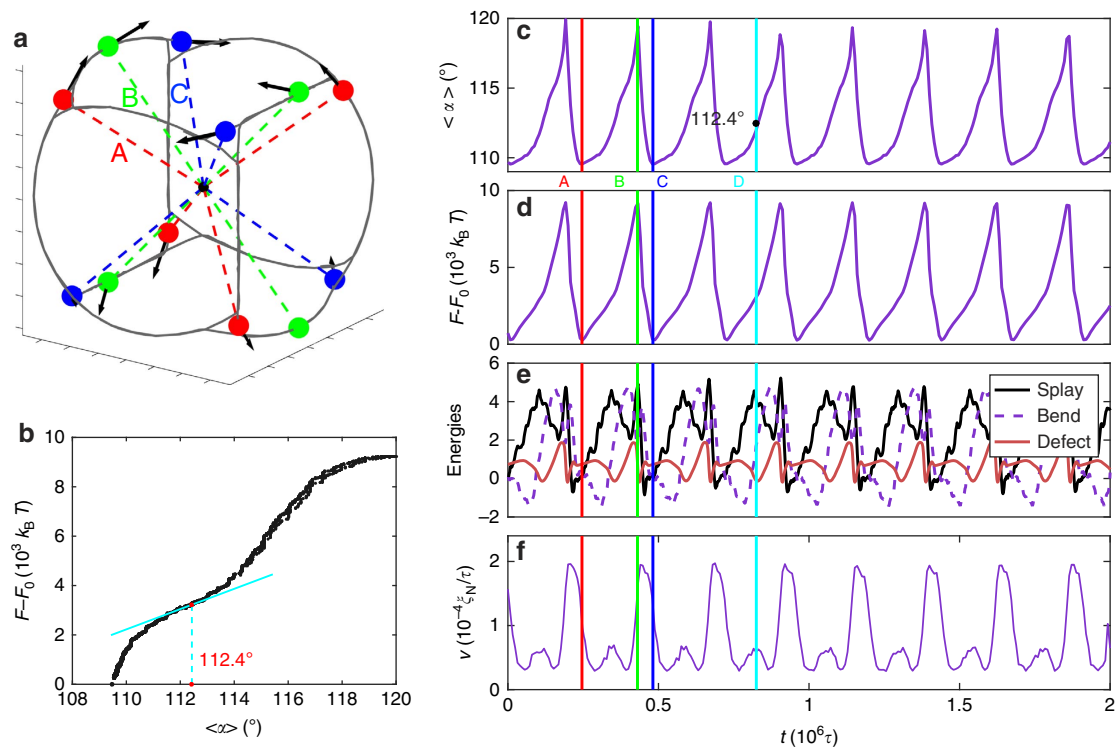 a
A
B
C
b
10
8
6
4
2
0
F–F0 (10³ kB T)
112.4°
108
110
112
114
116
118
120
<α> (°)
c
120
115
110
<α> (°)
112.4°
A
B
C
D
d
10
5
0
F-F0 (10³ kB T)
e
6
4
2
0
–2
Energies
Splay
Bend
Defect
f
2
1
0
v (10⁻⁴ξN/τ)
0
0.5
1
1.5
2
t (10⁶τ)